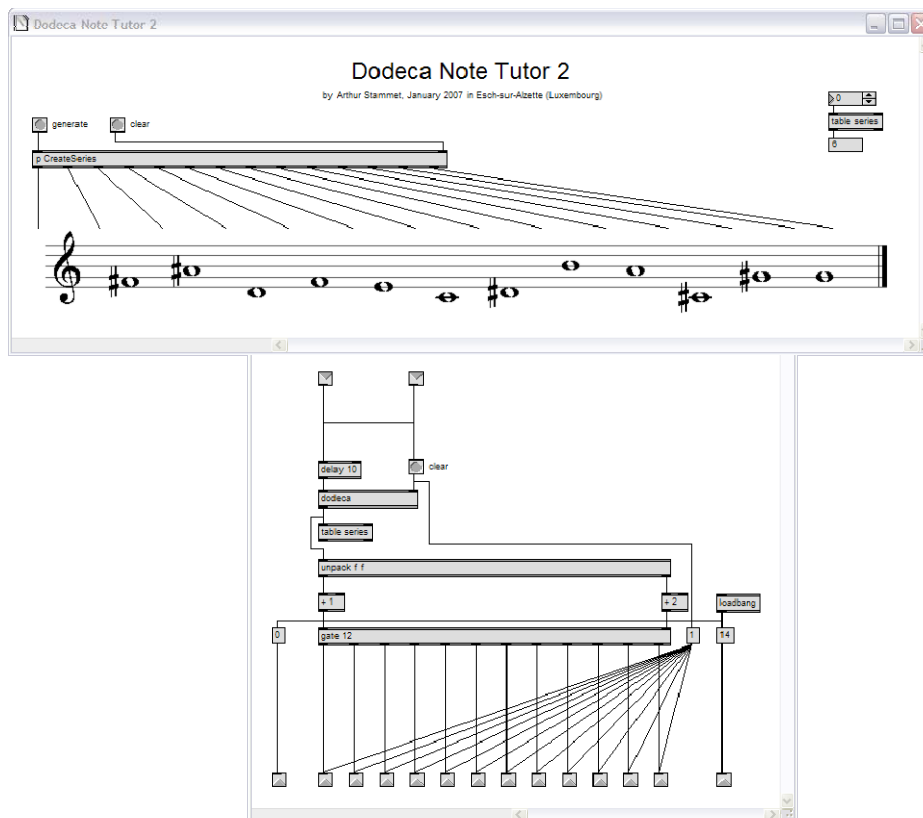 Dodeca Note Tutor 2
Dodeca Note Tutor 2
by Arthur Stammet, January 2007 in Esch-sur-Alzette (Luxembourg)
0
generate
clear
table series
6
p CreateSeries
delay 10
clear
dodeca
table series
unpack f f
+ 1
+ 2
loadbang
0
gate 12
1
14